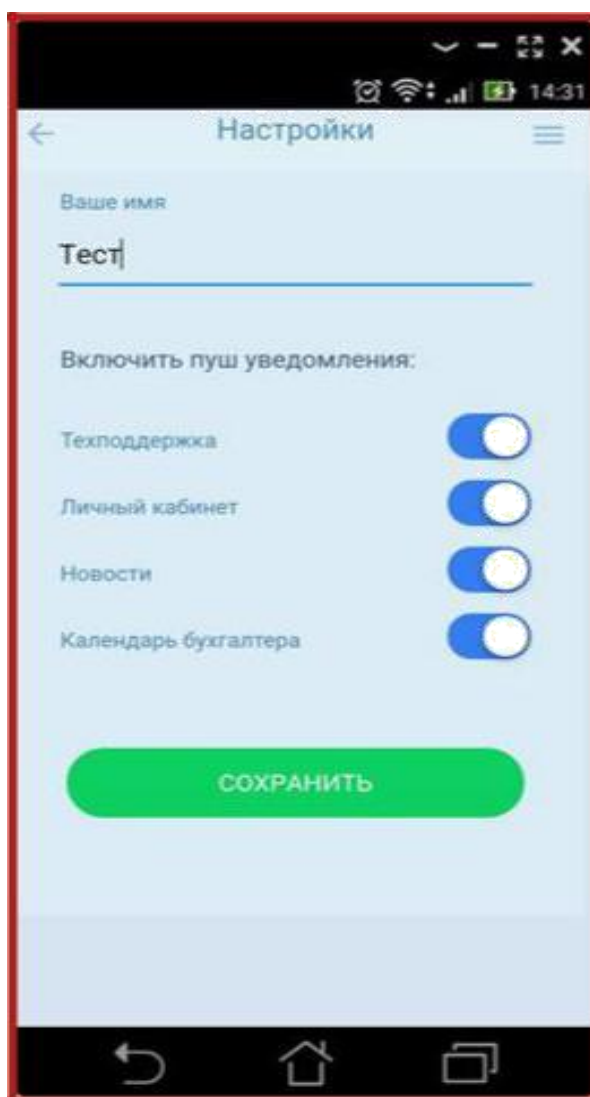 14:31
Настройки
Ваше имя
Тест
Включить пуш уведомления:
Техподдержка
Личный кабинет
Новости
Календарь бухгалтера
СОХРАНИТЬ